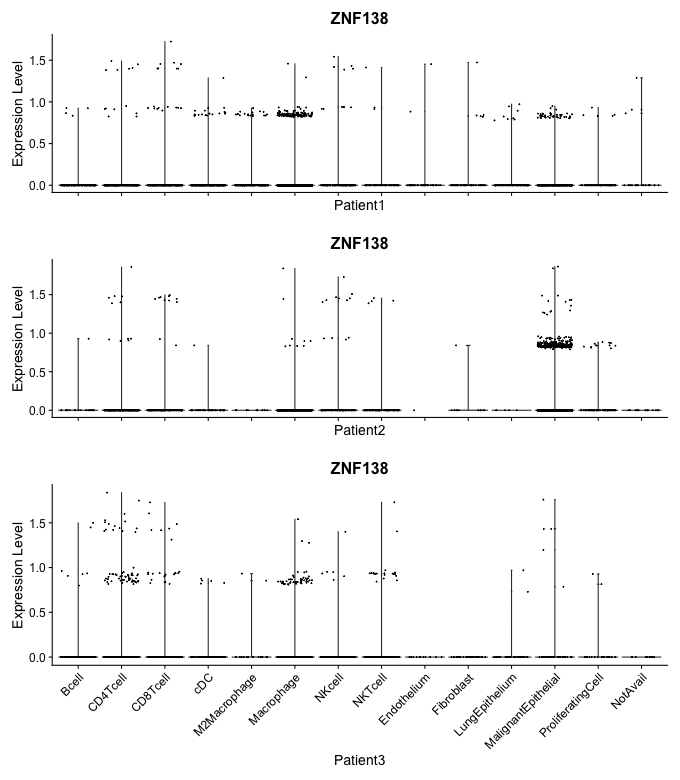 ZNF138
Expression Level
1.5
1.0
0.5
0.0
Patient1
ZNF138
Expression Level
1.5
1.0
0.5
0.0
Patient2
ZNF138
Expression Level
1.5
1.0
0.5
0.0
Bcell
CD4Tcell
CD8Tcell
cDC
M2Macrophage
Macrophage
NKcell
NKTcell
Endothelium
Fibroblast
LungEpithelium
MalignantEpithelial
ProliferatingCell
NotAvail
Patient3